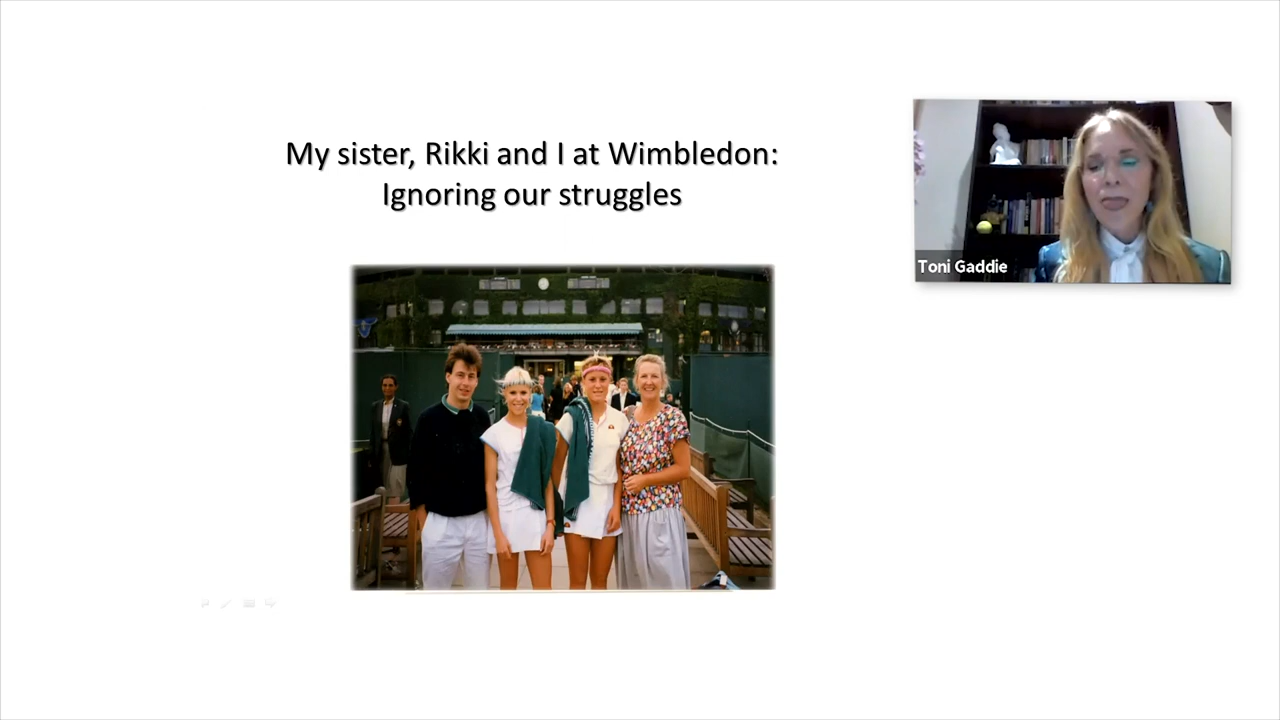 My sister, Rikki and I at Wimbledon:
Ignoring our struggles
Toni Gaddie